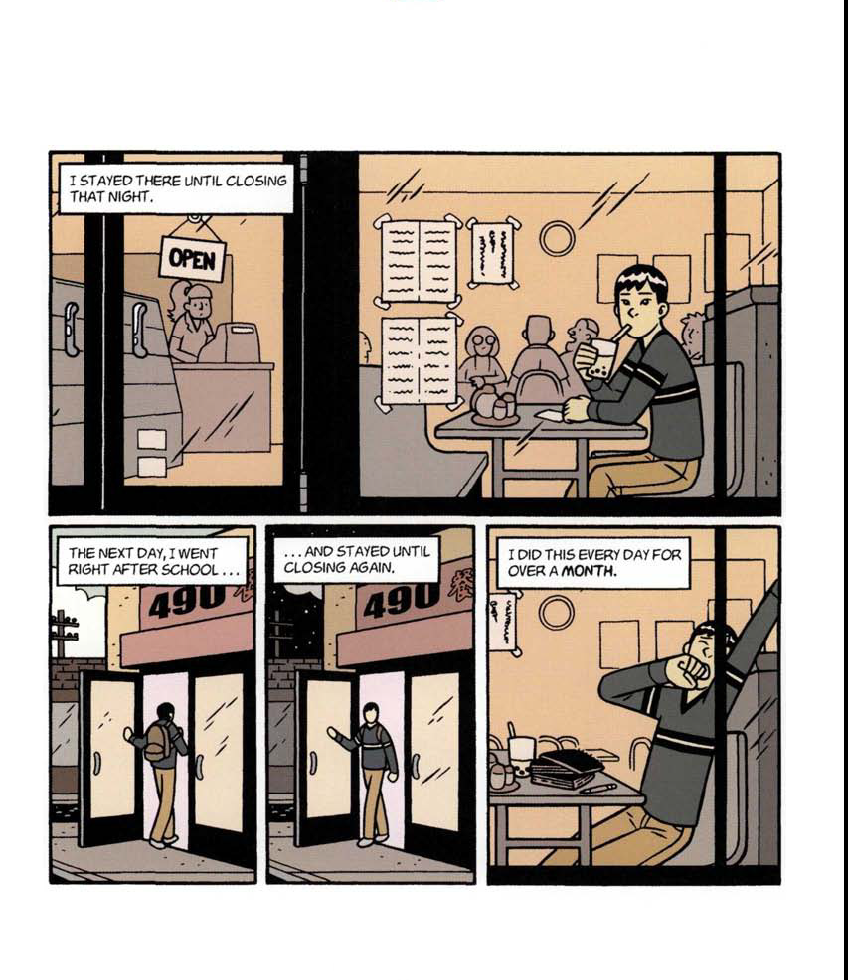 I STAYED THERE UNTIL CLOSING
THAT NIGHT.
OPEN
THE NEXT DAY, I WENT
RIGHT AFTER SCHOOL . . .
490
. . . AND STAYED UNTIL
CLOSING AGAIN.
490
I DID THIS EVERY DAY FOR
OVER A MONTH.